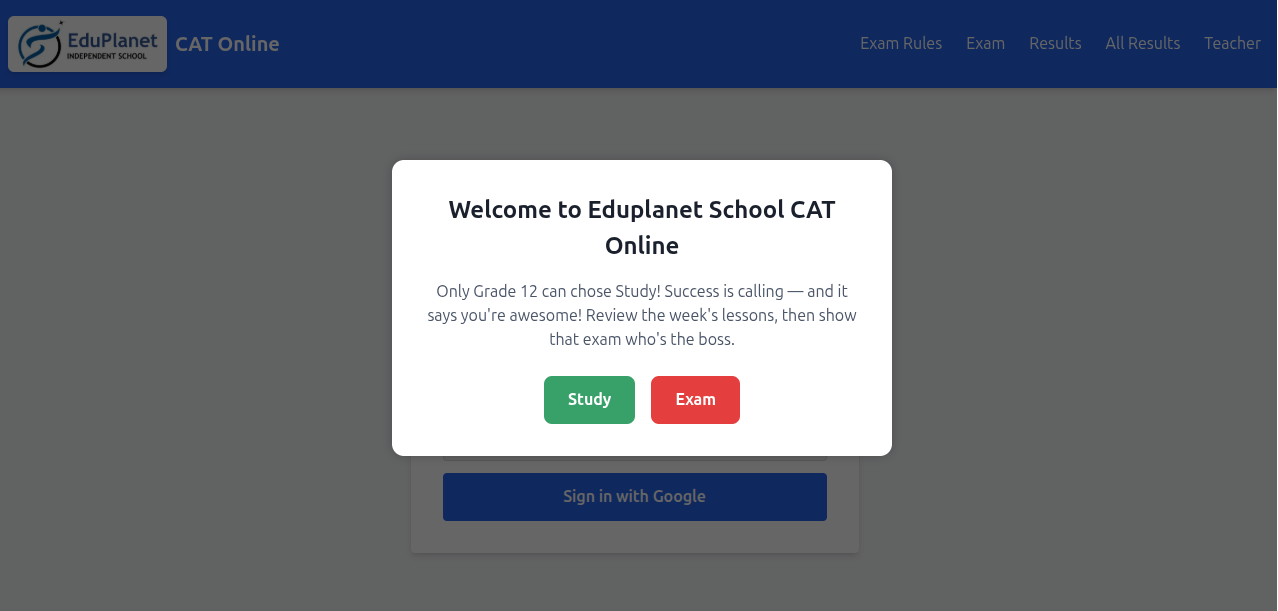 EduPlanet
INDEPENDENT SCHOOL
CAT Online
Exam Rules
Exam
Results
All Results
Teacher
Welcome to Eduplanet School CAT
Online
Only Grade 12 can chose Study! Success is calling — and it
says you're awesome! Review the week's lessons, then show
that exam who's the boss.
Study
Exam
Sign in with Google